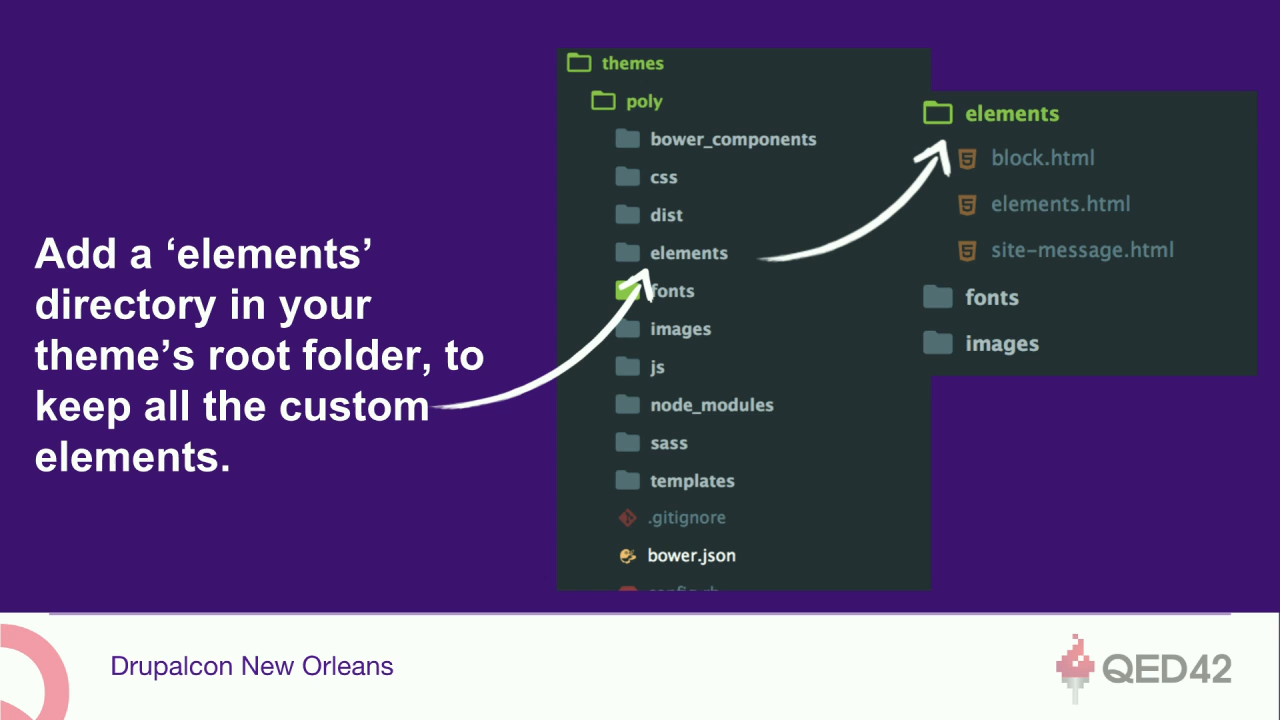 Add a ‘elements’
directory in your
theme’s root folder, to
keep all the custom
elements.
themes
poly
bower_components
css
dist
elements
fonts
images
js
node_modules
sass
templates
.gitignore
bower.json
elements
block.html
elements.html
site-message.html
fonts
images
Drupalcon New Orleans
QED42